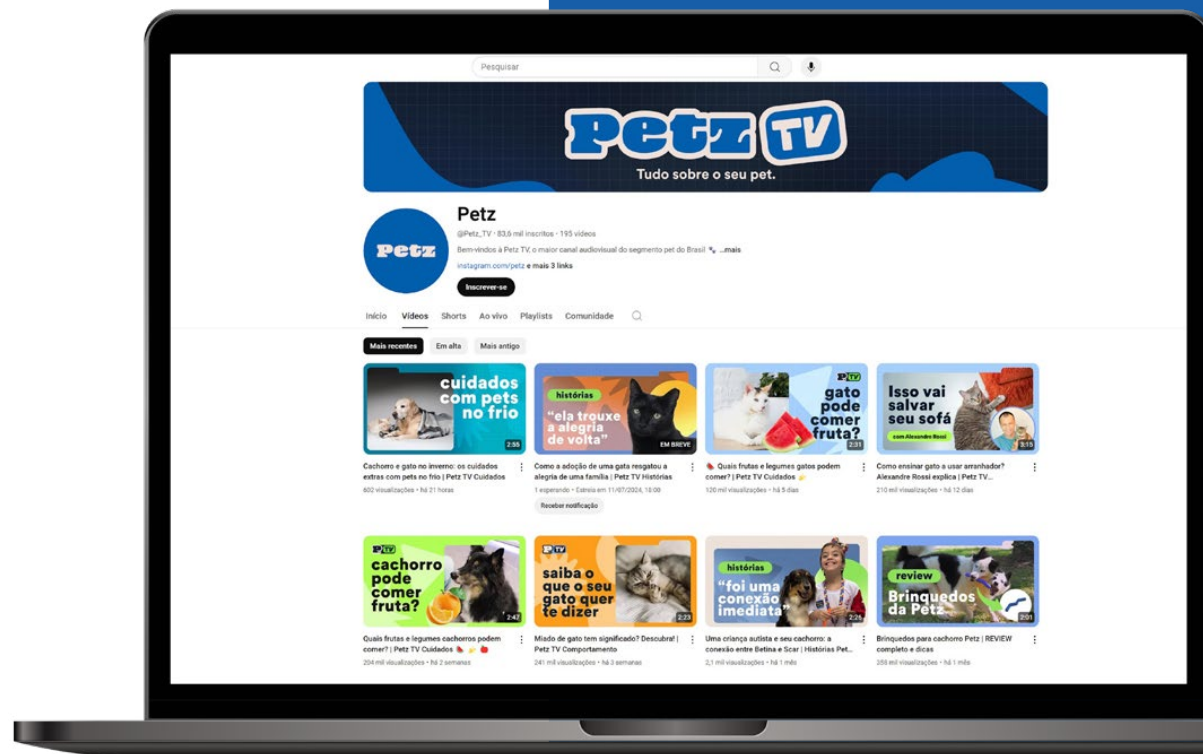 Pesquisar
Petz TV
Tudo sobre o seu pet.
Petz
Petz
@Petz_TV · 83,6 mil inscritos · 195 vídeos
Bem-vindos à Petz TV, o maior canal audiovisual do segmento pet do Brasil 🐾 ...mais
instagram.com/petz e mais 3 links
Inscrever-se
Início Vídeos Shorts Ao vivo Playlists Comunidade
Mais recentes Em alta Mais antigo
cuidados
com pets
no frio
2:55
Cachorro e gato no inverno: os cuidados
extras com pets no frio | Petz TV Cuidados
602 visualizações • há 21 horas
histórias
“ela trouxe
a alegria
de volta”
EM BREVE
Como a adoção de uma gata resgatou a
alegria de uma família | Petz TV Histórias
1 esperando • Estreia em 11/07/2024, 18:00
Receber notificação
P TV
gato
pode
comer
fruta?
2:31
🍉 Quais frutas e legumes gatos podem
comer? | Petz TV Cuidados 🍌
120 mil visualizações • há 5 dias
Isso vai
salvar
seu sofá
com Alexandre Rossi
3:15
Como ensinar gato a usar arranhador?
Alexandre Rossi explica | Petz TV...
210 mil visualizações • há 12 dias
P TV
cachorro
pode
comer
fruta?
2:47
Quais frutas e legumes cachorros podem
comer? | Petz TV Cuidados 🍉 🍌 🍎
204 mil visualizações • há 2 semanas
P TV
saiba o
que o seu
gato quer
te dizer
2:23
Miado de gato tem significado? Descubra! |
Petz TV Comportamento
241 mil visualizações • há 3 semanas
histórias
“foi uma
conexão
imediata”
2:26
Uma criança autista e seu cachorro: a
conexão entre Betina e Scar | Histórias Pet...
2,1 mil visualizações • há 1 mês
review
Brinquedos
da Petz
2:01
Brinquedos para cachorro Petz | REVIEW
completo e dicas
358 mil visualizações • há 1 mês